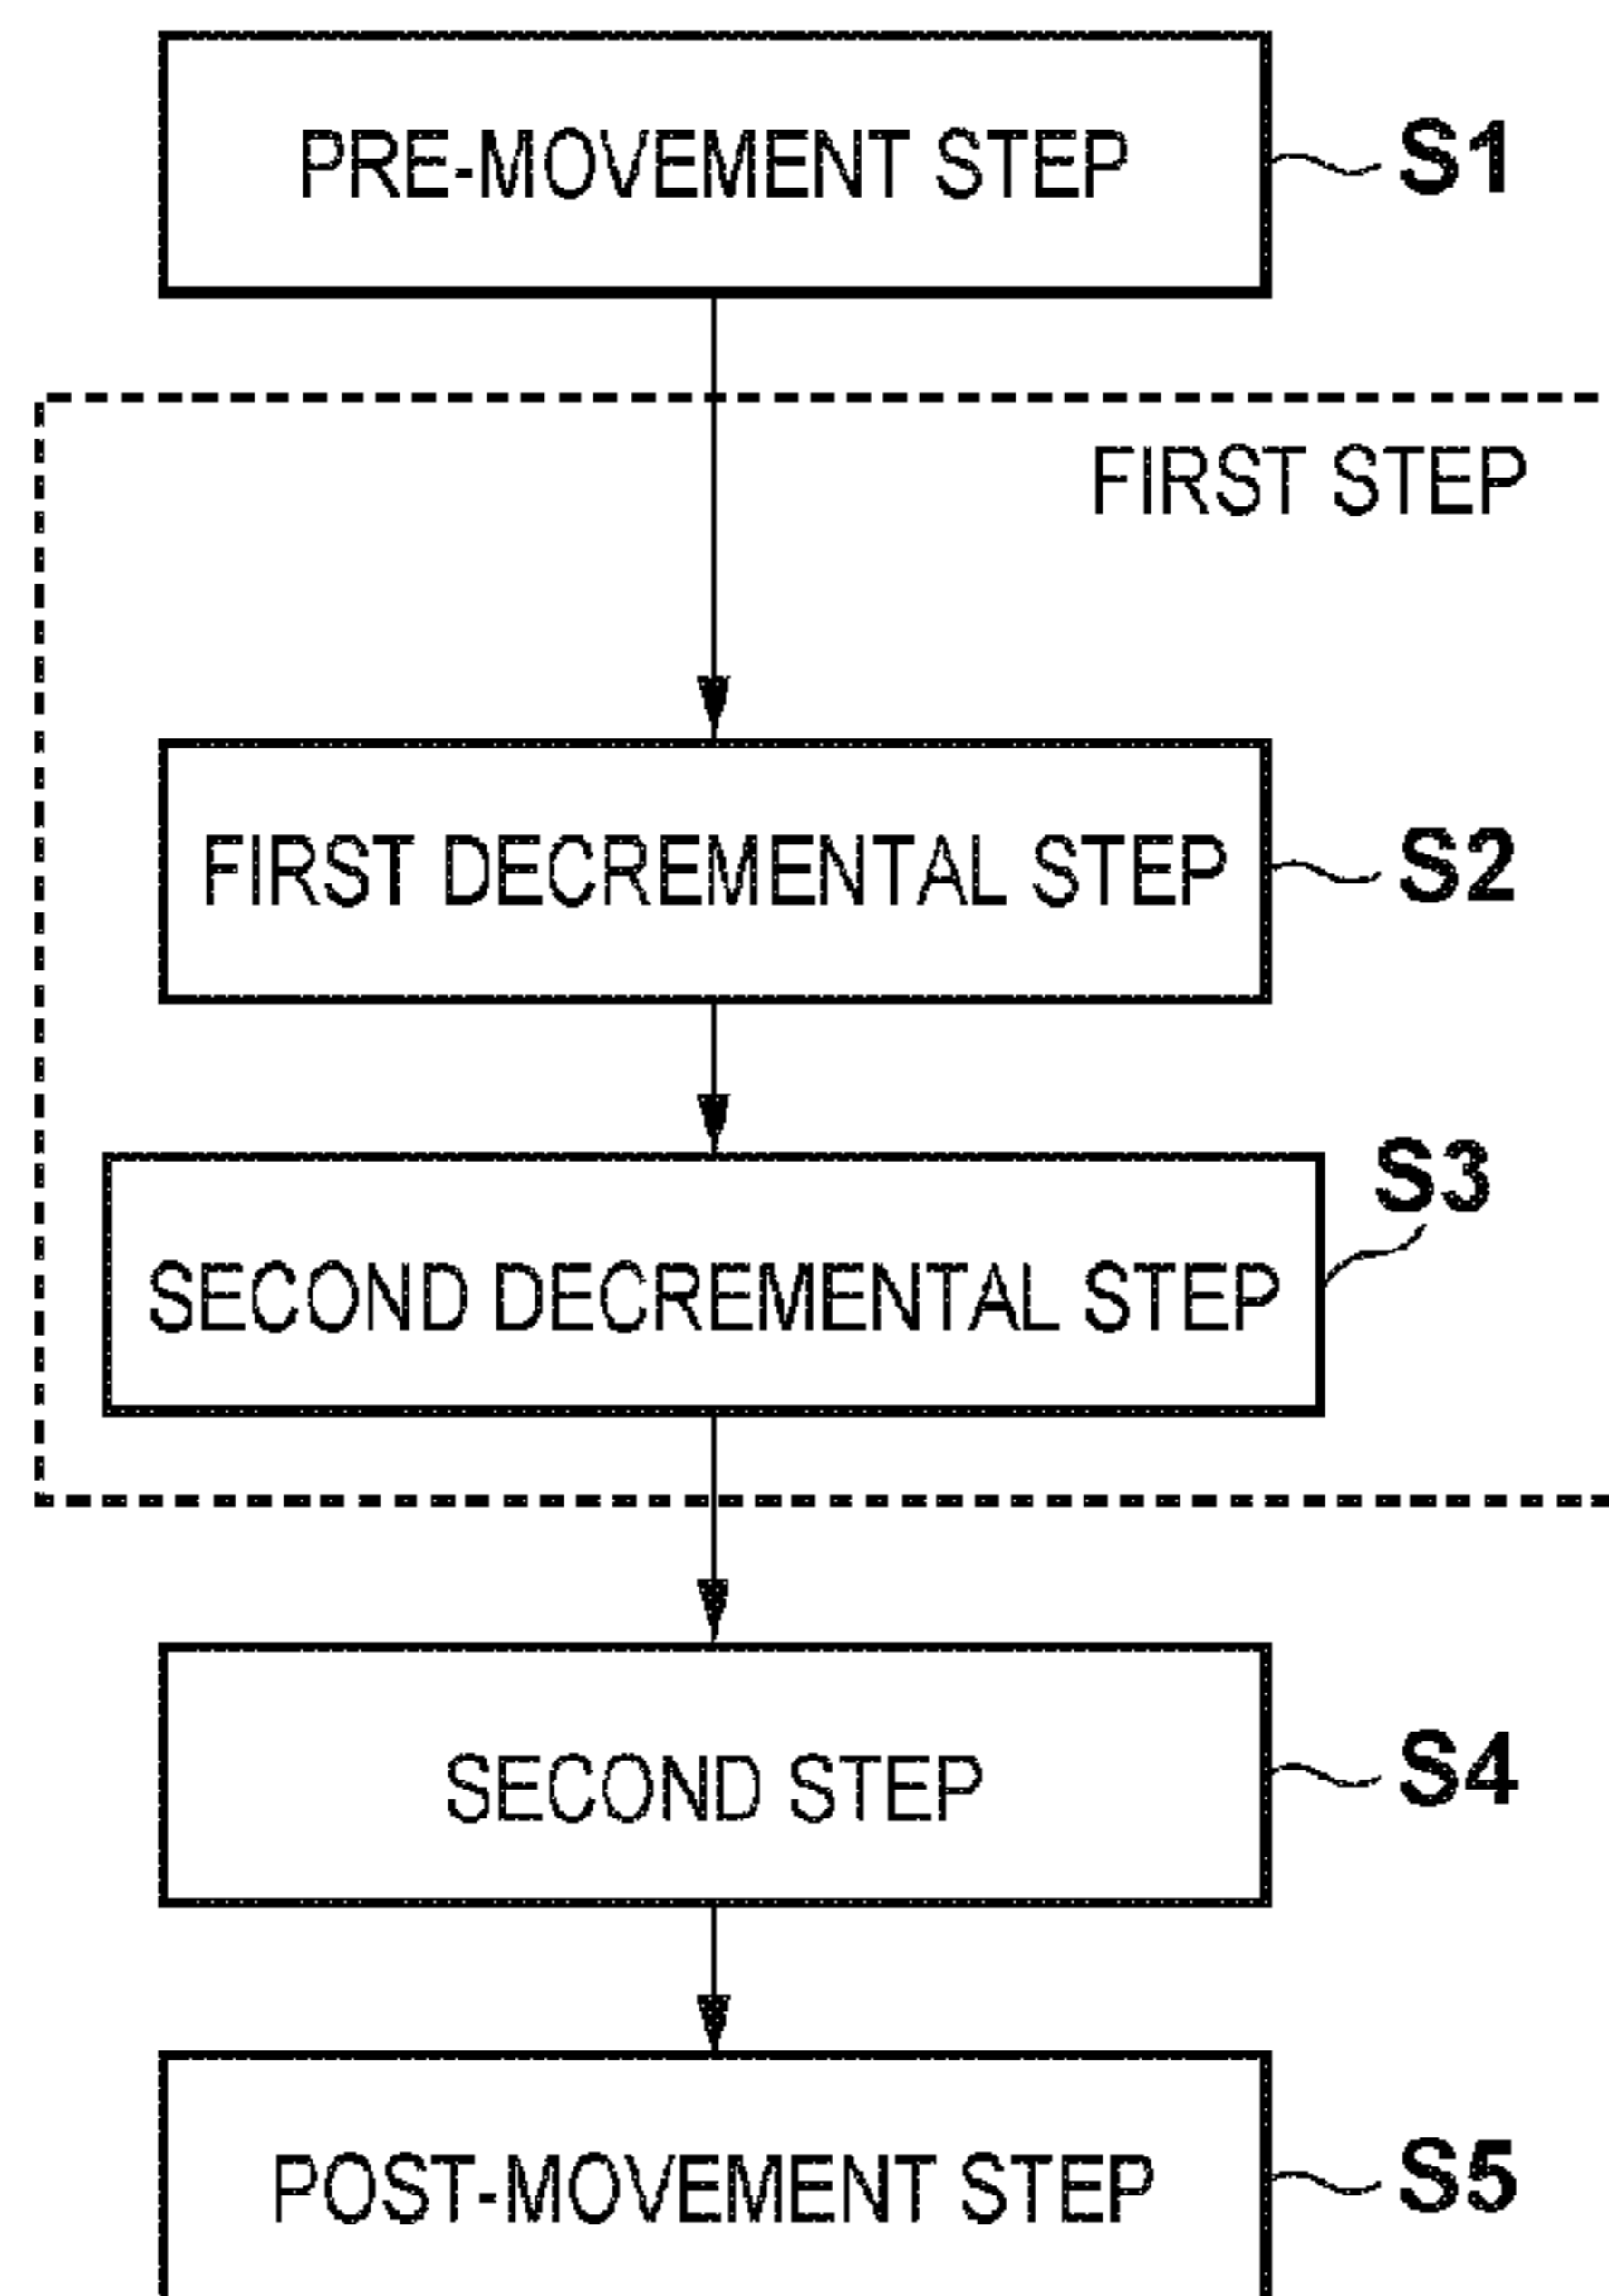 PRE-MOVEMENT STEP S1
FIRST STEP
FIRST DECREMENTAL STEP S2
S3
SECOND DECREMENTAL STEP
SECOND STEP S4
POST-MOVEMENT STEP S5